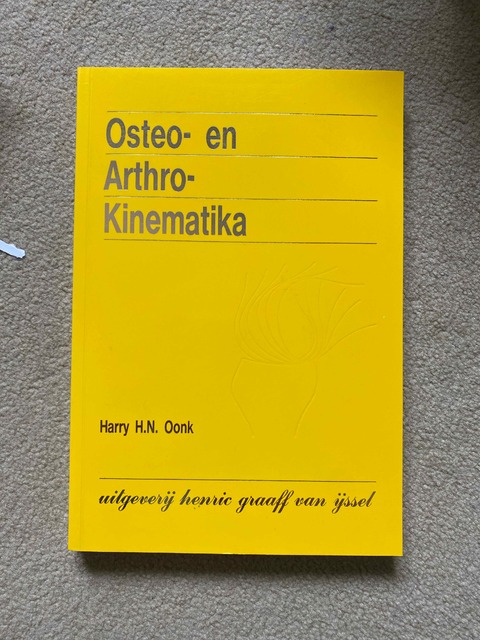 Osteo- en
Arthro-
Kinematika
Harry H.N. Oonk
uitgeverij henric graaff van ijssel